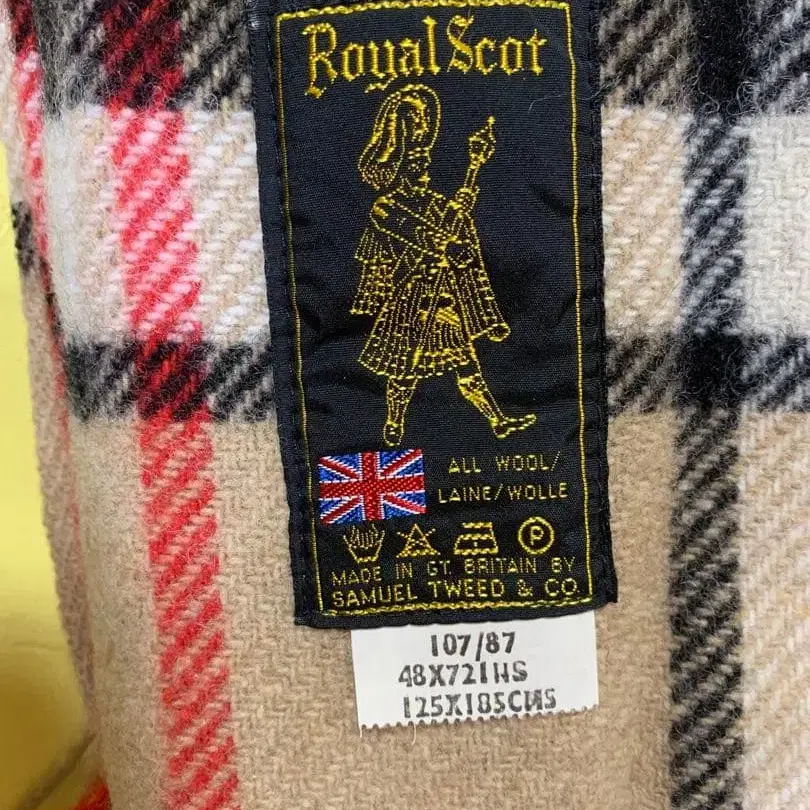 Royal Scot
ALL WOOL/
LAINE/WOLLE
P
MADE IN GT. BRITAIN BY
SAMUEL TWEED & CO.
107/87
48X72INS
125X185CMS